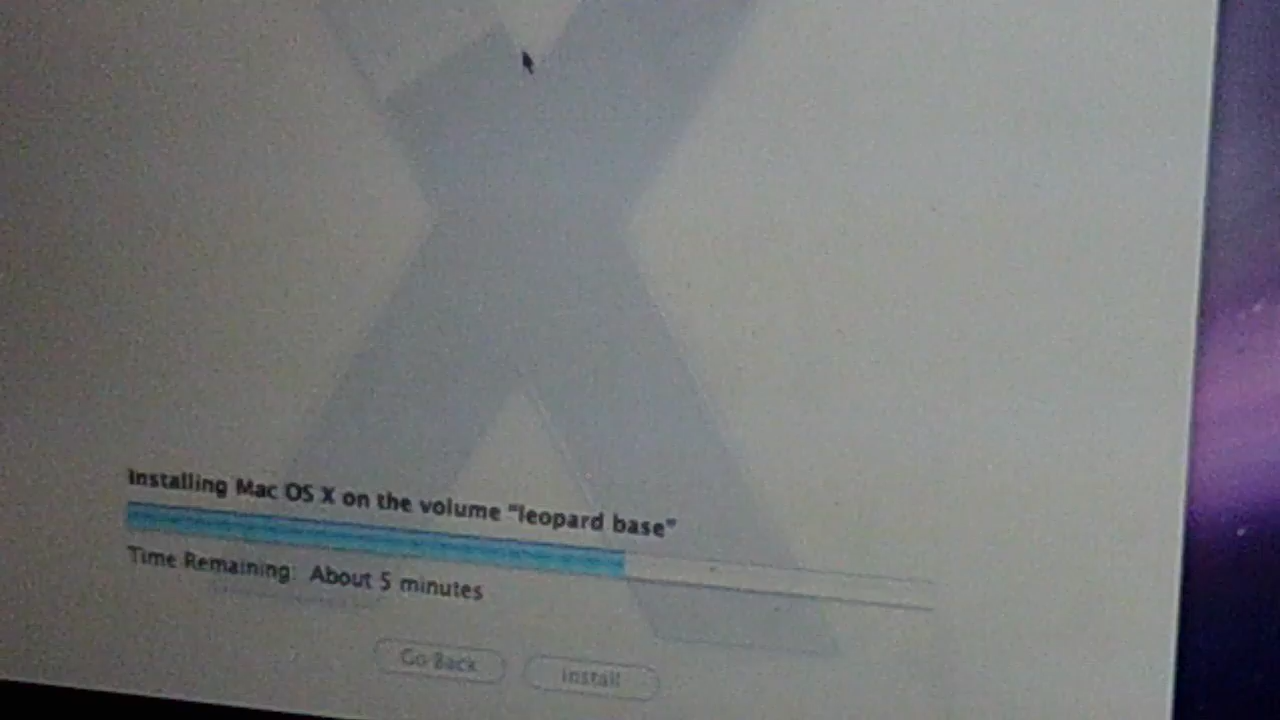 Installing Mac OS X on the volume "leopard base"
Time Remaining: About 5 minutes
Go Back
Install